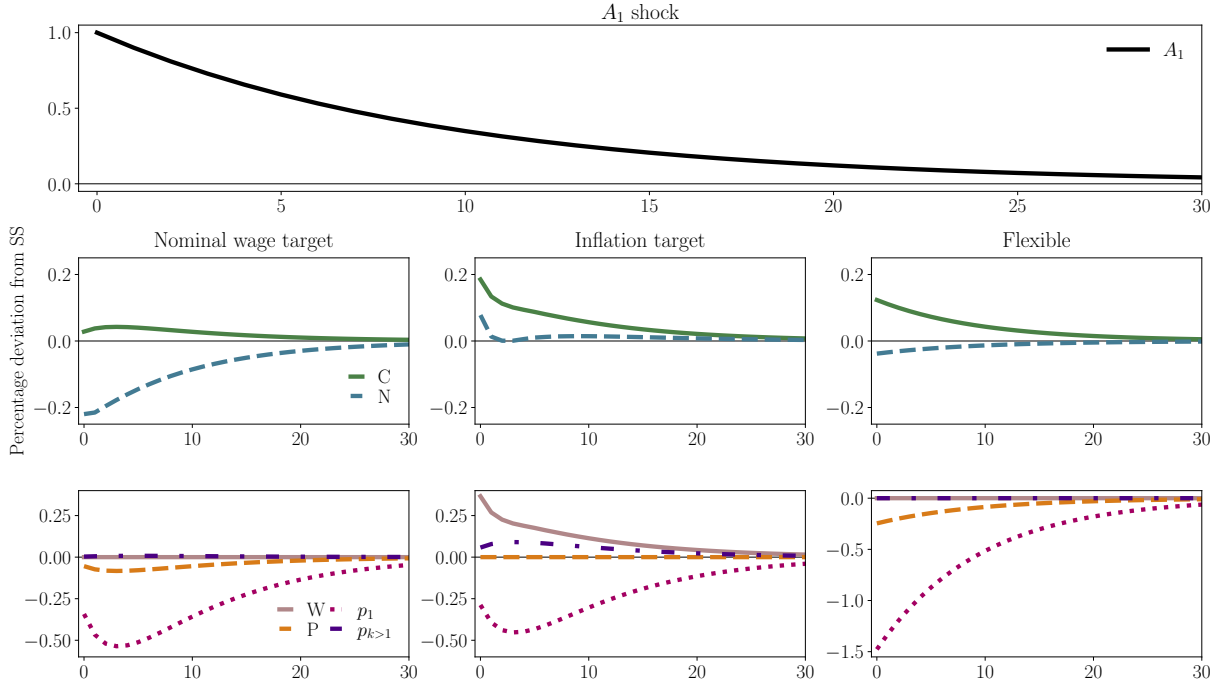 A₁ shock
1.0
0.5
0.0
A₁
0 5 10 15 20 25 30
Percentage deviation from SS
Nominal wage target Inflation target Flexible
0.2
0.0
−0.2
C
N
0 10 20 30
0.2
0.0
−0.2
0 10 20 30
0.2
0.0
−0.2
0 10 20 30
0.25
0.00
−0.25
−0.50
W p₁
P pₖ>₁
0 10 20 30
0.25
0.00
−0.25
−0.50
0 10 20 30
0.0
−0.5
−1.0
−1.5
0 10 20 30